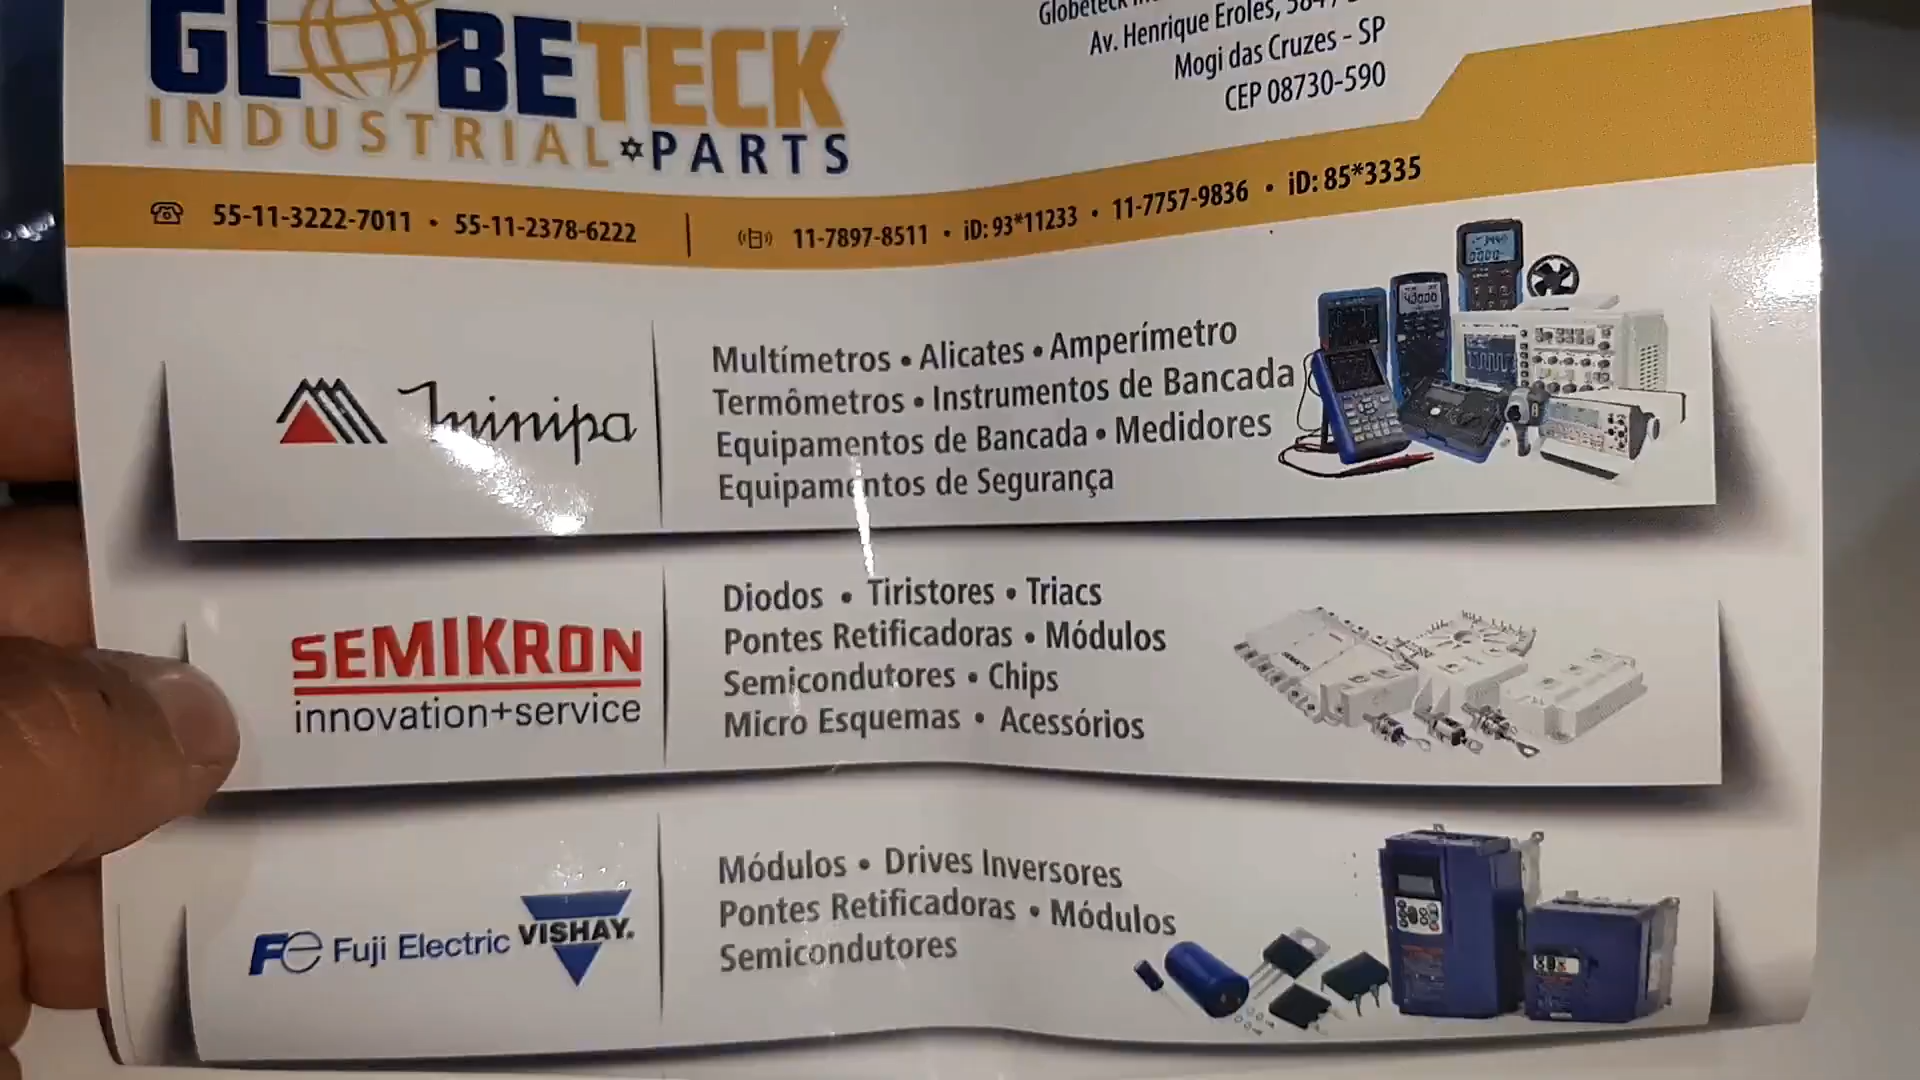 GLOBETECK
INDUSTRIAL PARTS
Globeteck
Av. Henrique Eroles,
Mogi das Cruzes - SP
CEP 08730-590
55-11-3222-7011 • 55-11-2378-6222 | 11-7897-8511 • iD: 93*11233 • 11-7757-9836 • iD: 85*3335
minipa
Multímetros • Alicates • Amperímetro
Termômetros • Instrumentos de Bancada
Equipamentos de Bancada • Medidores
Equipamentos de Segurança
SEMIKRON
innovation+service
Diodos • Tiristores • Triacs
Pontes Retificadoras • Módulos
Semicondutores • Chips
Micro Esquemas • Acessórios
Fe Fuji Electric VISHAY.
Módulos • Drives Inversores
Pontes Retificadoras • Módulos
Semicondutores